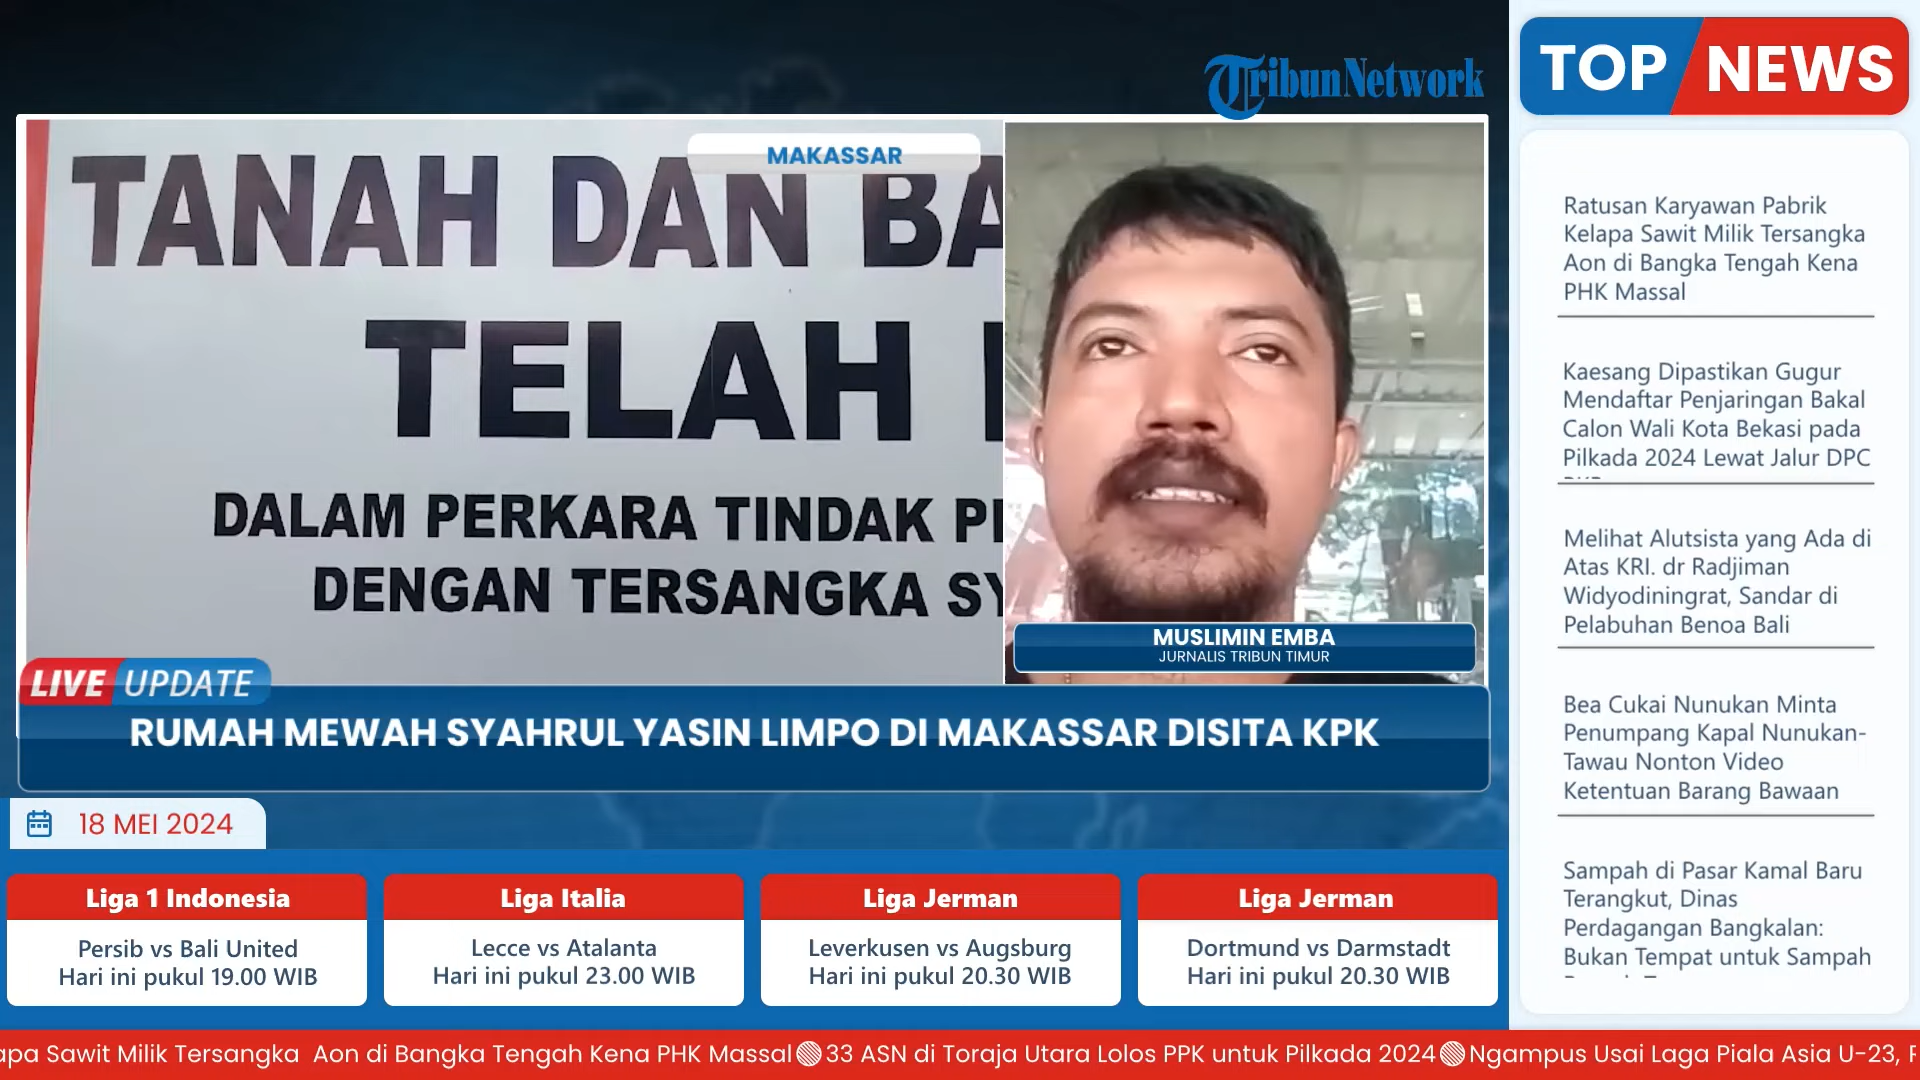 TribunNetwork
TOP NEWS
MAKASSAR
TANAH DAN
TELAH
DALAM PERKARA TINDAK
DENGAN TERSANGKA
MUSLIMIN EMBA
JURNALIS TRIBUN TIMUR
LIVE UPDATE
RUMAH MEWAH SYAHRUL YASIN LIMPO DI MAKASSAR DISITA KPK
18 MEI 2024
Liga 1 Indonesia
Persib vs Bali United
Hari ini pukul 19.00 WIB
Liga Italia
Lecce vs Atalanta
Hari ini pukul 23.00 WIB
Liga Jerman
Leverkusen vs Augsburg
Hari ini pukul 20.30 WIB
Liga Jerman
Dortmund vs Darmstadt
Hari ini pukul 20.30 WIB
Ratusan Karyawan Pabrik
Kelapa Sawit Milik Tersangka
Aon di Bangka Tengah Kena
PHK Massal
Kaesang Dipastikan Gugur
Mendaftar Penjaringan Bakal
Calon Wali Kota Bekasi pada
Pilkada 2024 Lewat Jalur DPC
Melihat Alutsista yang Ada di
Atas KRI. dr Radjiman
Widyodiningrat, Sandar di
Pelabuhan Benoa Bali
Bea Cukai Nunukan Minta
Penumpang Kapal Nunukan-
Tawau Nonton Video
Ketentuan Barang Bawaan
Sampah di Pasar Kamal Baru
Terangkut, Dinas
Perdagangan Bangkalan:
Bukan Tempat untuk Sampah
apa Sawit Milik Tersangka Aon di Bangka Tengah Kena PHK Massal 33 ASN di Toraja Utara Lolos PPK untuk Pilkada 2024 Ngampus Usai Laga Piala Asia U-23,